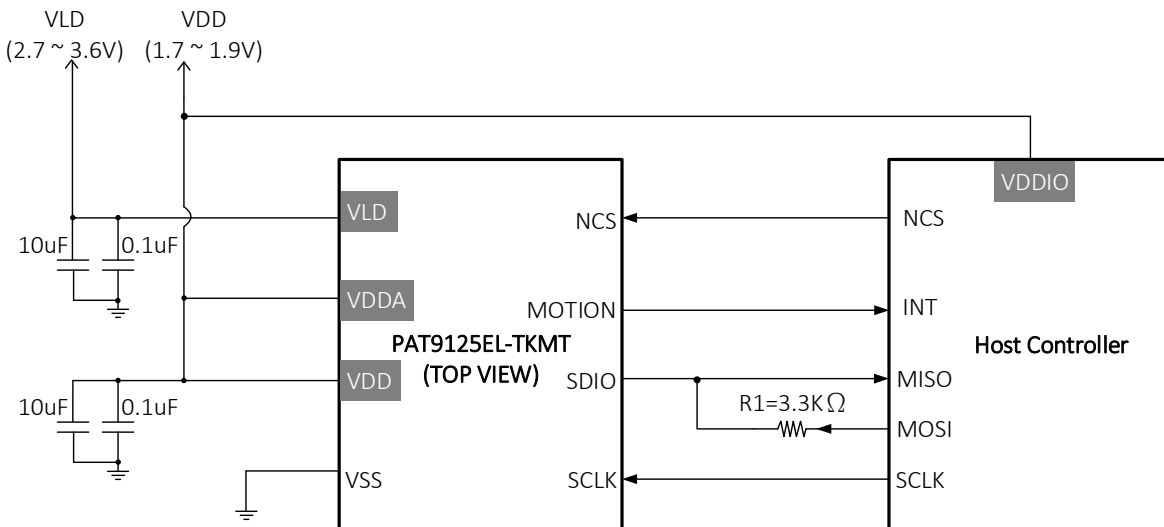 VLD
(2.7 ~ 3.6V)
VDD
(1.7 ~ 1.9V)
VDDIO
VLD
NCS
NCS
10uF
0.1uF
VDDA
MOTION
INT
PAT9125EL-TKMT
(TOP VIEW)
Host Controller
VDD
SDIO
MISO
10uF
0.1uF
R1=3.3KΩ
MOSI
VSS
SCLK
SCLK